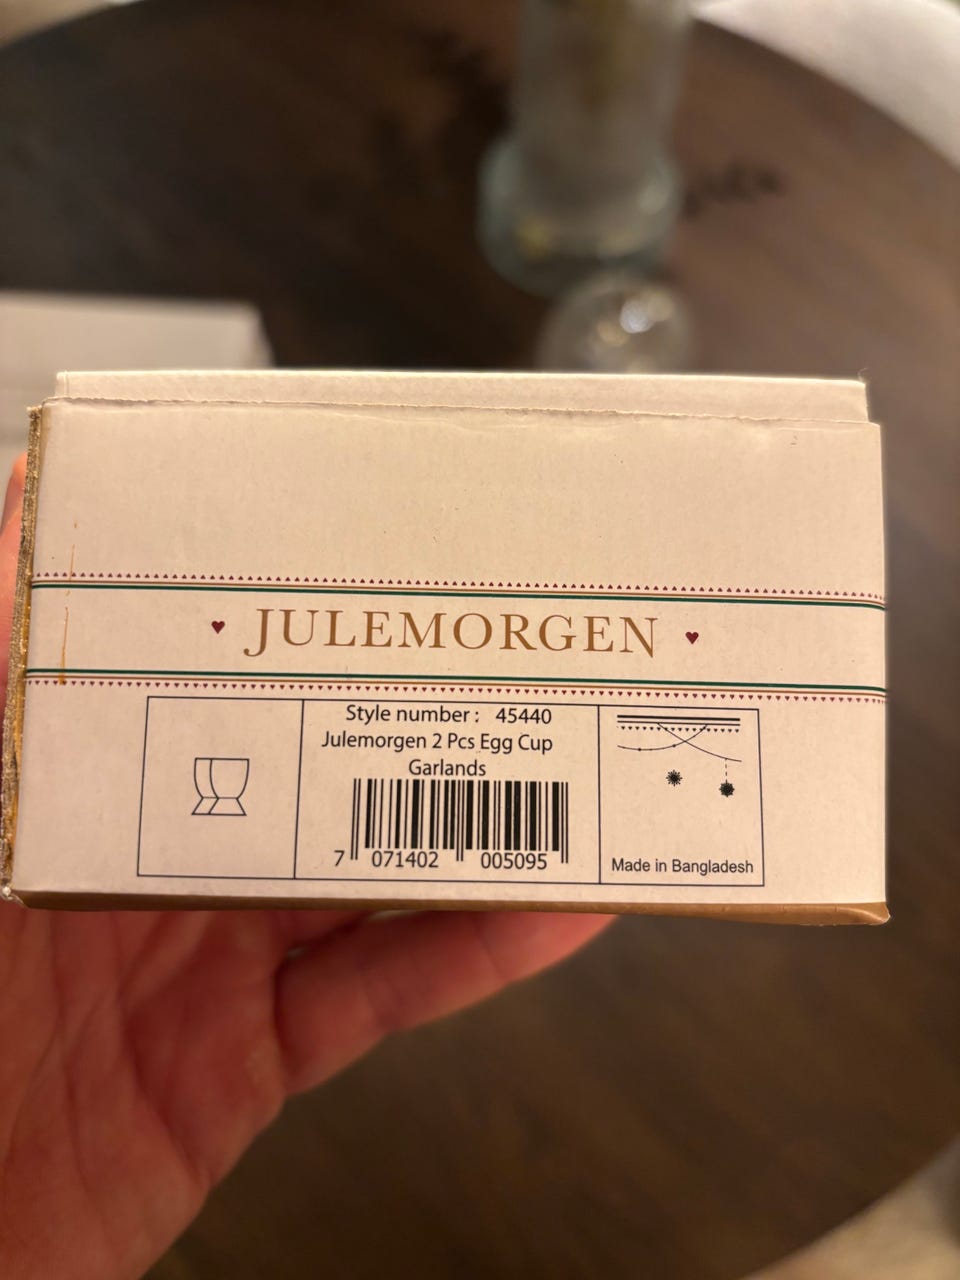 JULEMORGEN
Style number : 45440
Julemorgen 2 Pcs Egg Cup
Garlands
7 071402 005095
Made in Bangladesh